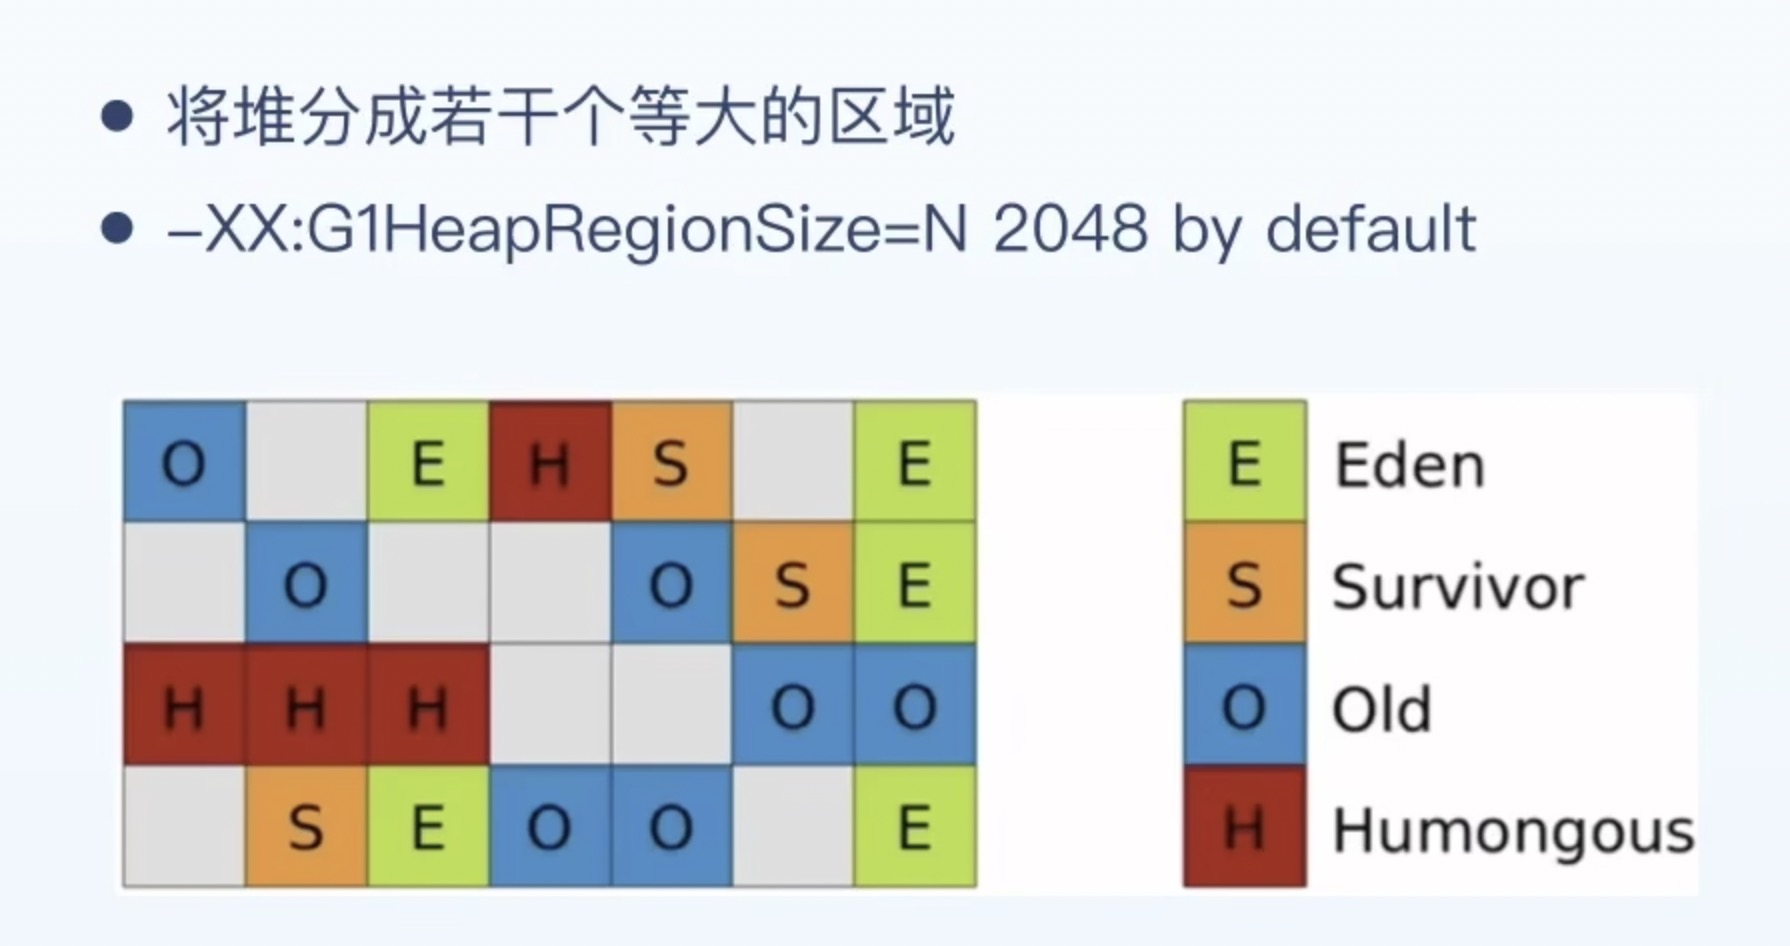 将堆分成若干个等大的区域
–XX:G1HeapRegionSize=N 2048 by default
O E H S E
E Eden
O O S E
S Survivor
H H H O O
O Old
S E O O E
H Humongous